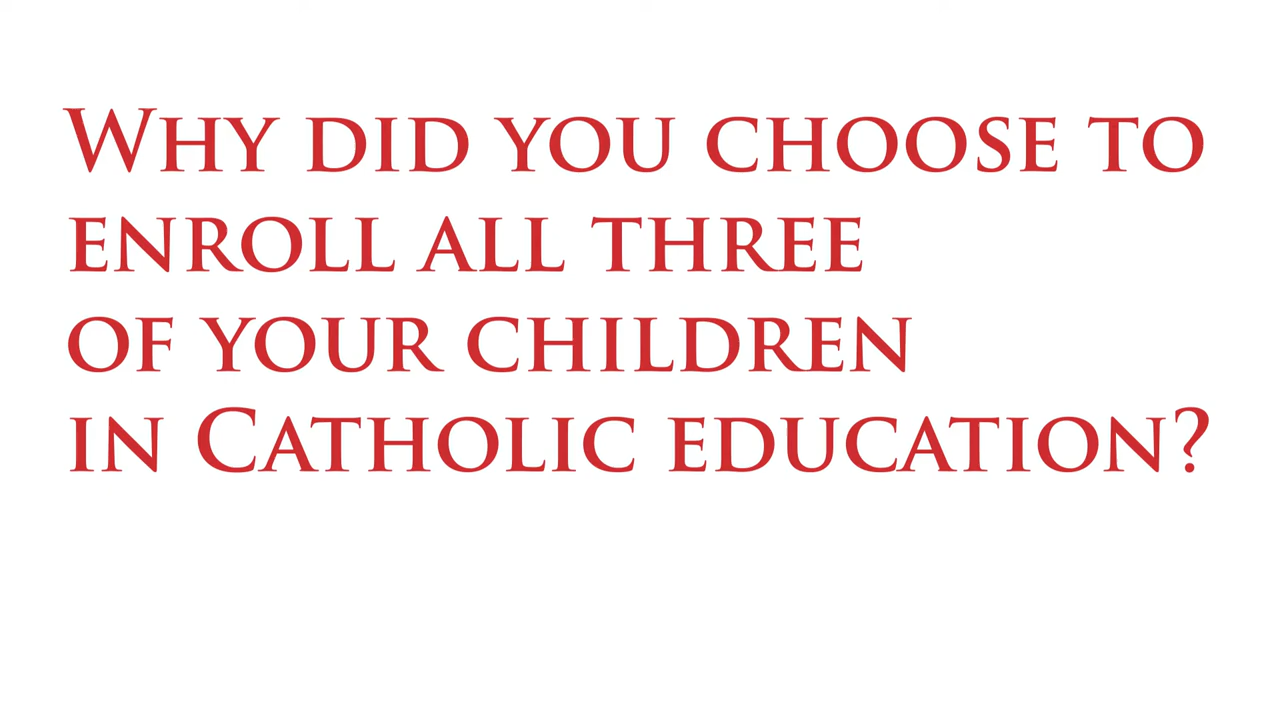 Why did you choose to
enroll all three
of your children
in Catholic education?